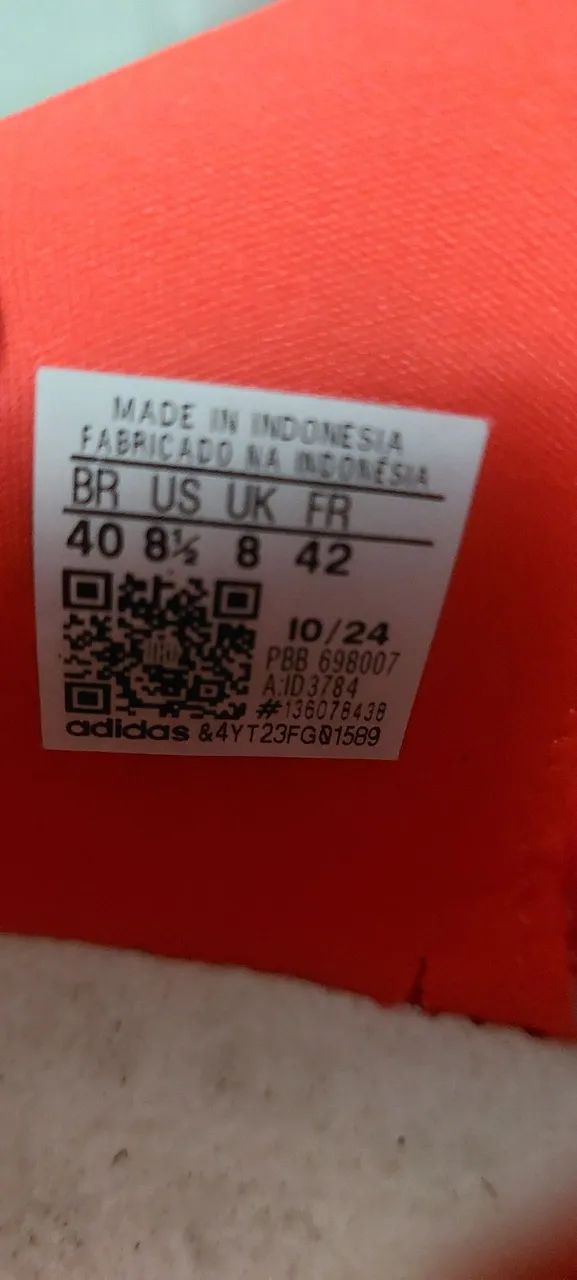 MADE IN INDONESIA
FABRICADO NA INDONÉSIA
BR US UK FR
40 8½ 8 42
10/24
PBB 698007
A:ID3784
#136078438
adidas &4YT23FG01589